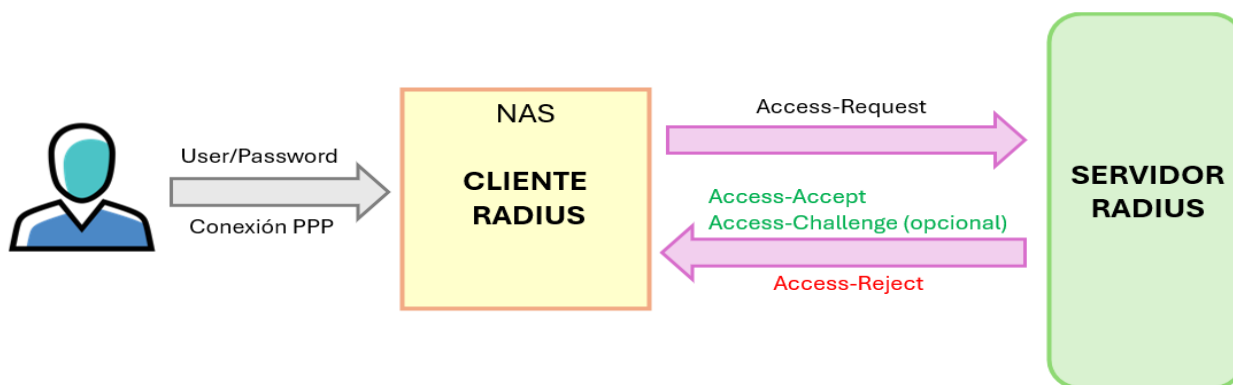 User/Password
Conexión PPP
NAS
CLIENTE
RADIUS
Access-Request
Access-Accept
Access-Challenge (opcional)
Access-Reject
SERVIDOR
RADIUS